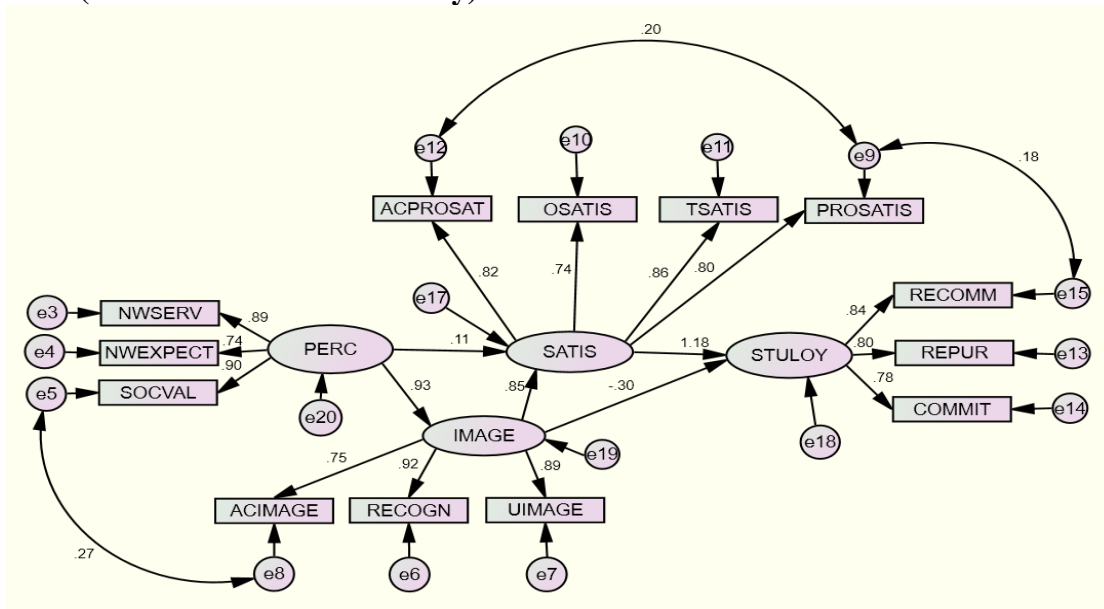 .20
e12
e10
e11
e9
.18
ACPROSAT
OSATIS
TSATIS
PROSATIS
.82
.74
.86
.80
e17
e15
RECOMM
.84
e3
NWSERV
.89
e4
NWEXPECT
.74
PERC
.11
SATIS
1.18
STULOY
.80
REPUR
e13
e5
SOCVAL
.90
.93
.85
-.30
.78
COMMIT
e14
e20
IMAGE
e19
e18
.75
.92
.89
ACIMAGE
RECOGN
UIMAGE
.27
e8
e6
e7